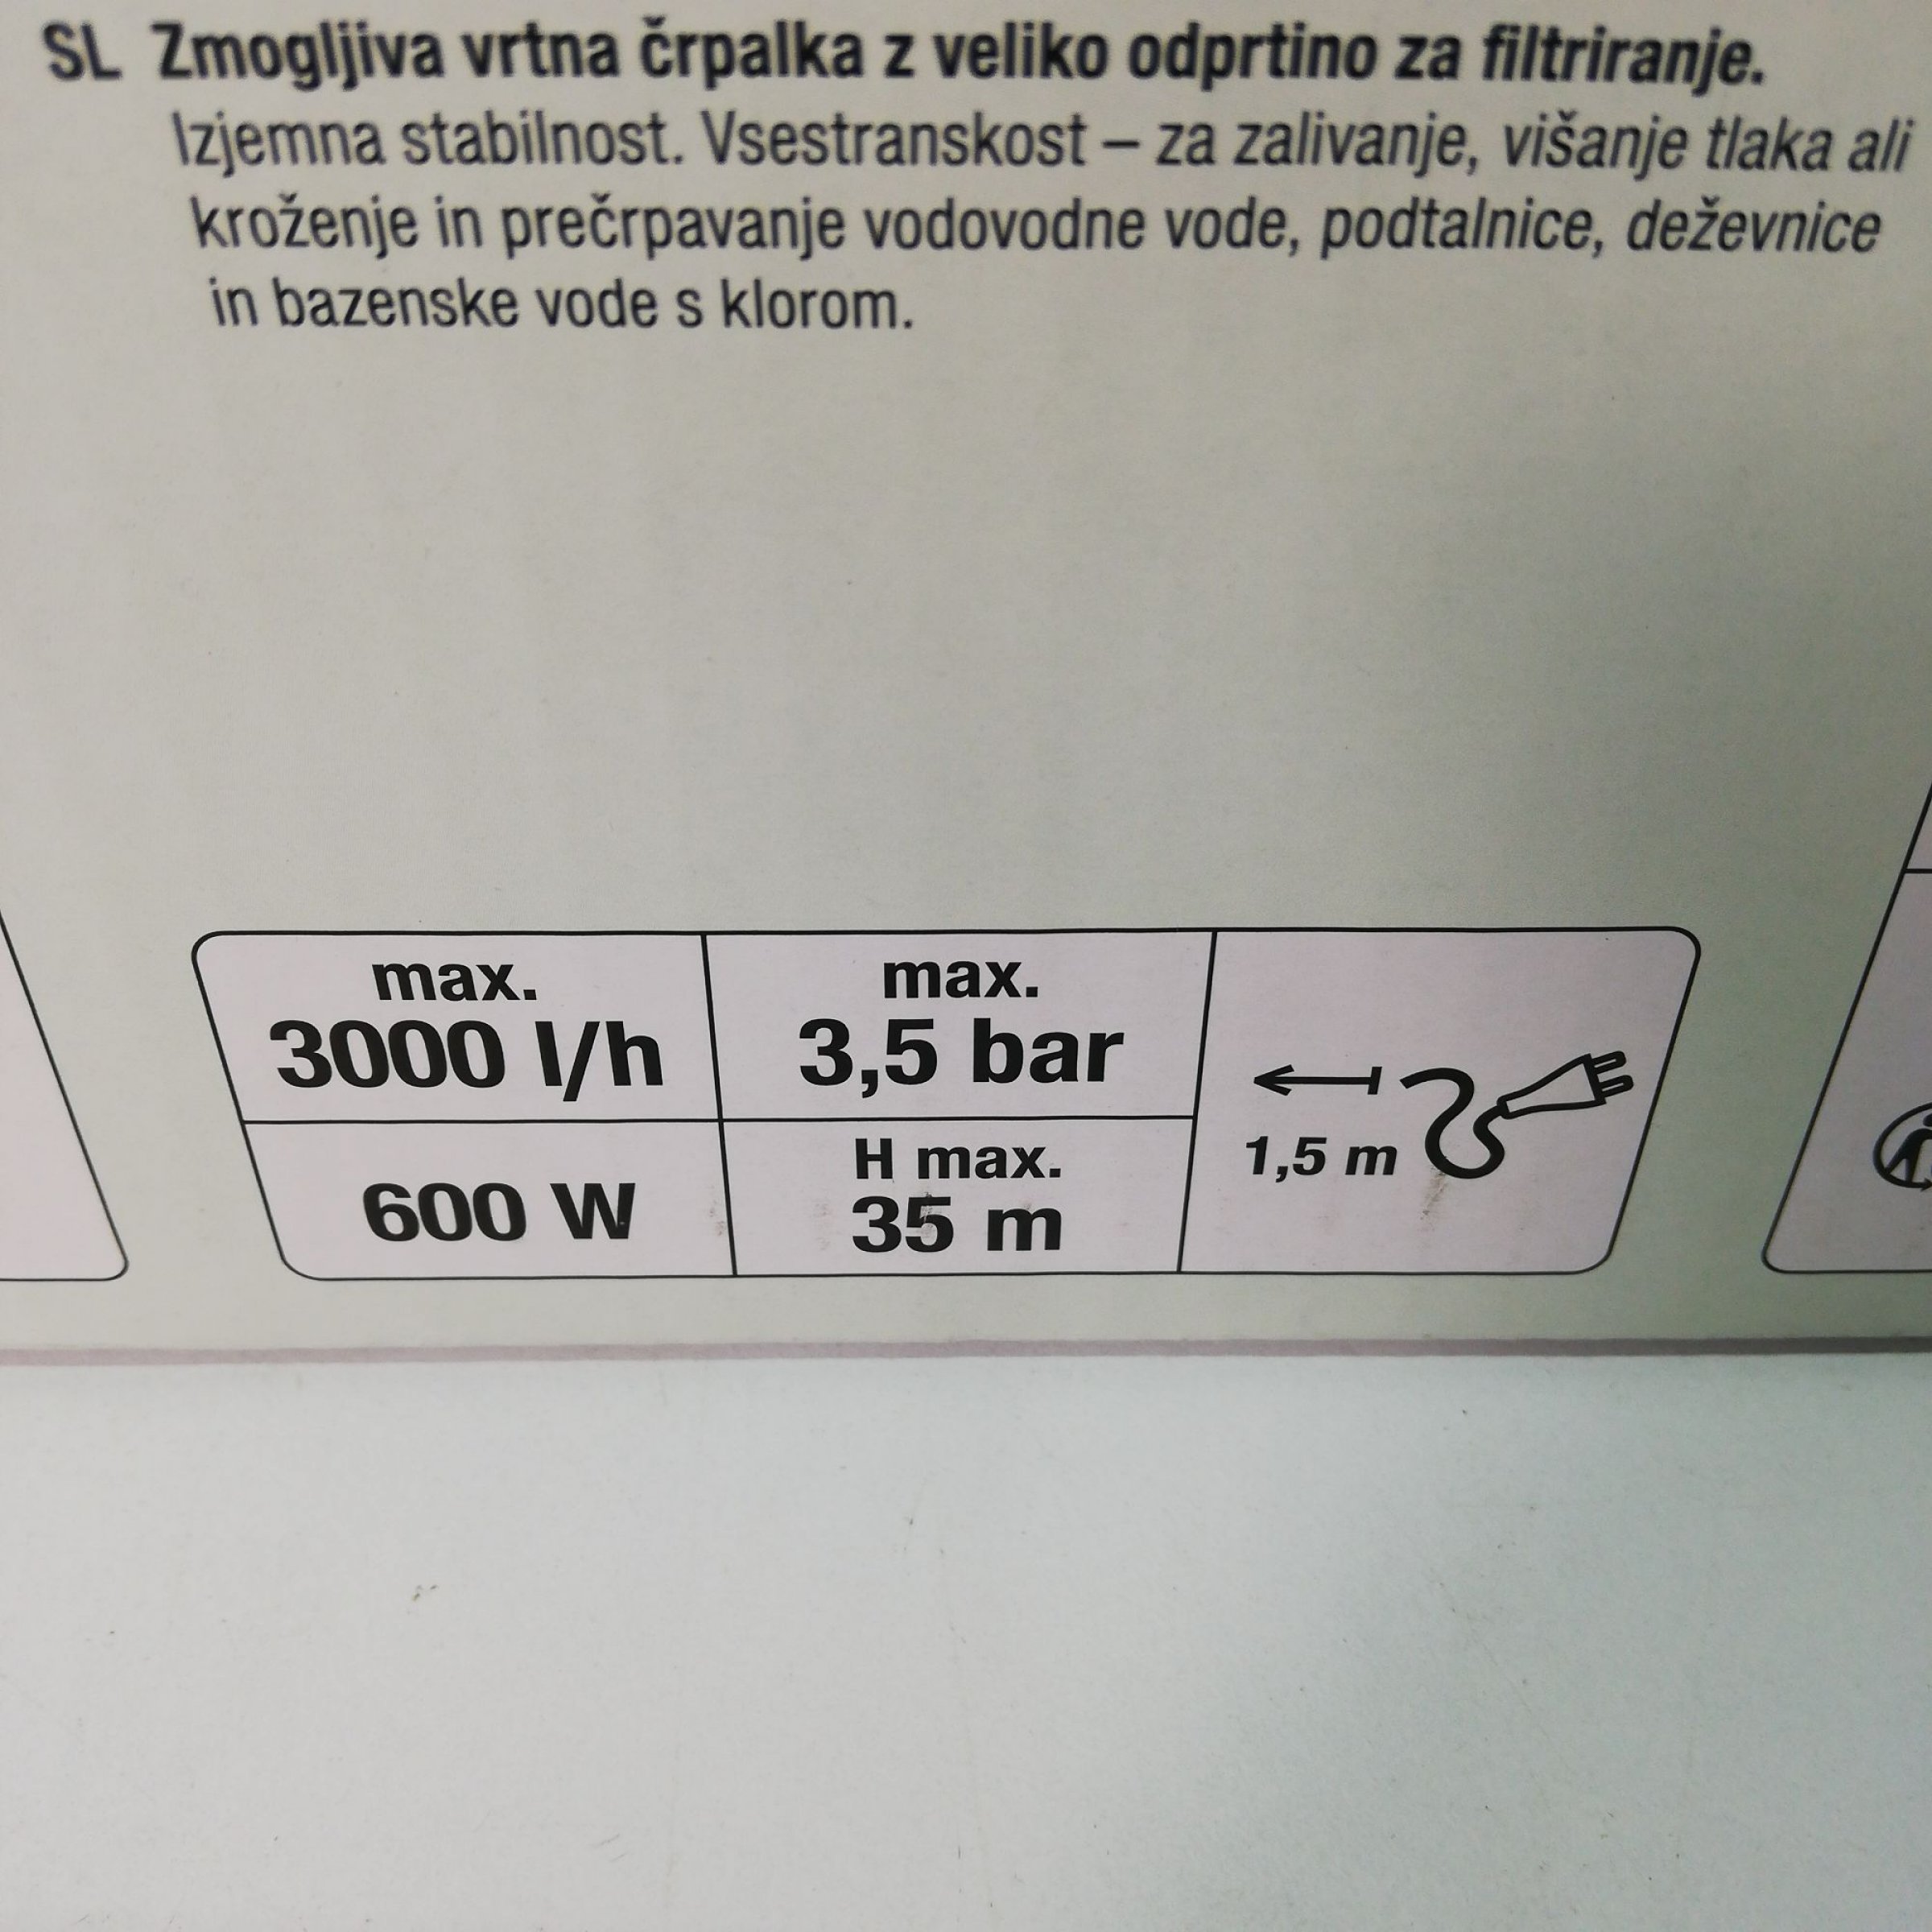 SL Zmogljiva vrtna črpalka z veliko odprtino za filtriranje.
Izjemna stabilnost. Vsestranskost – za zalivanje, višanje tlaka ali
kroženje in prečrpavanje vodovodne vode, podtalnice, deževnice
in bazenske vode s klorom.
max.
3000 l/h
max.
3,5 bar
600 W
H max.
35 m
1,5 m